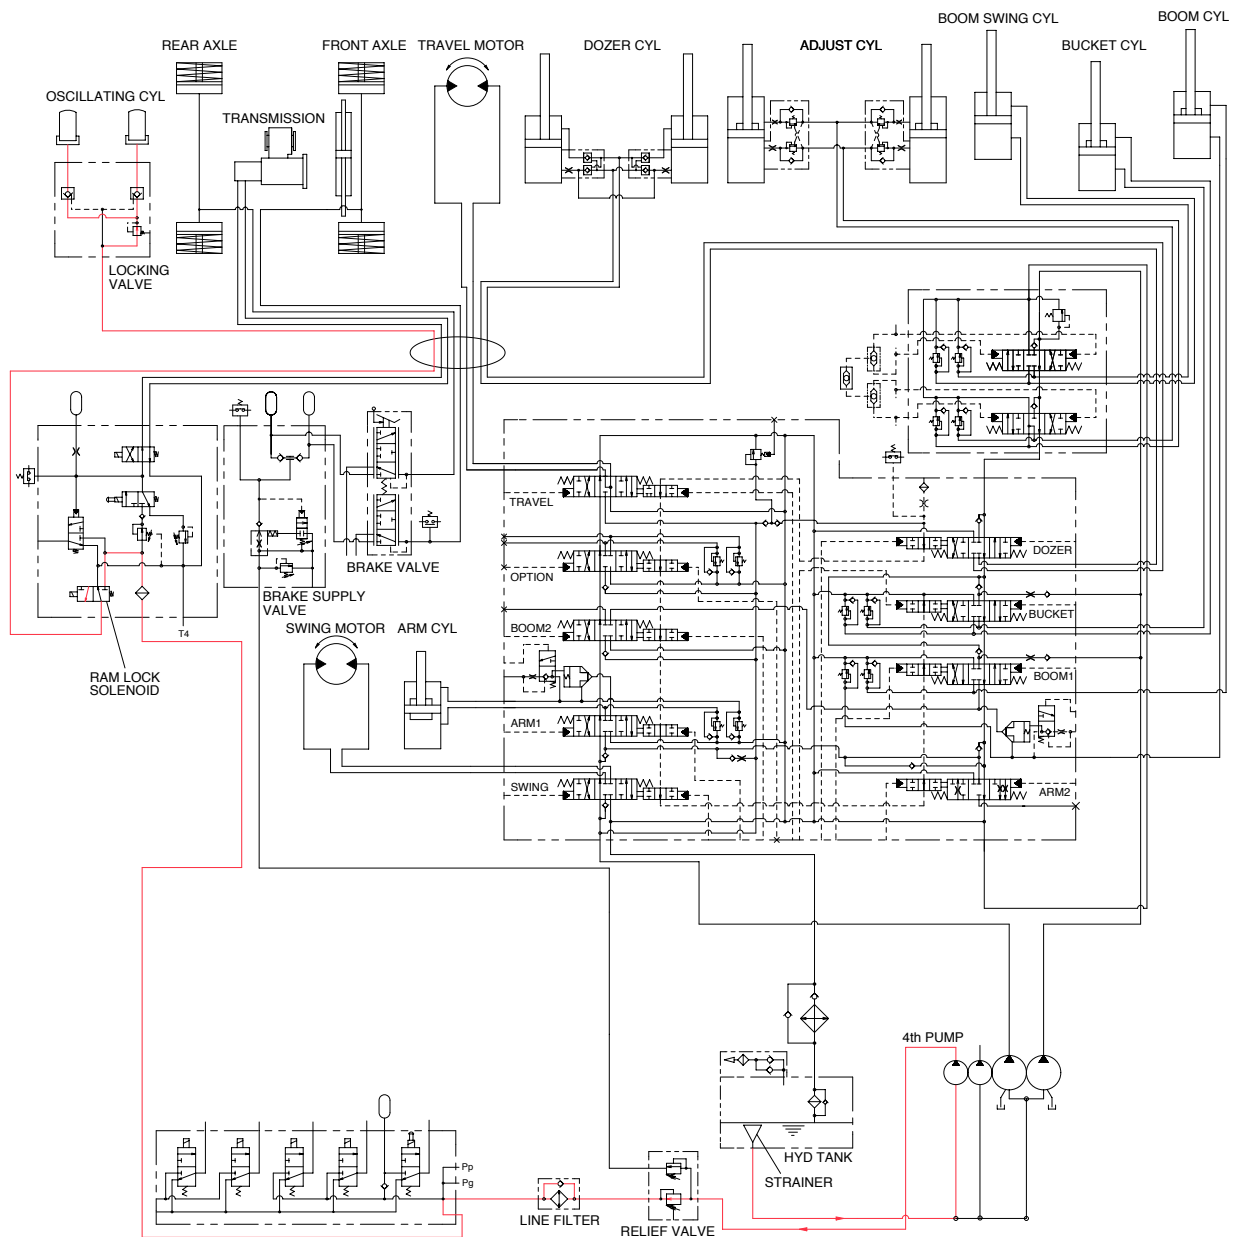 BOOM SWING CYL
BOOM CYL
REAR AXLE
FRONT AXLE
TRAVEL MOTOR
DOZER CYL
ADJUST CYL
BUCKET CYL
OSCILLATING CYL
TRANSMISSION
LOCKING
VALVE
TRAVEL
OPTION
BOOM2
ARM1
SWING
DOZER
BUCKET
BOOM1
ARM2
BRAKE VALVE
BRAKE SUPPLY
VALVE
T4
SWING MOTOR
ARM CYL
RAM LOCK
SOLENOID
4th PUMP
HYD TANK
STRAINER
Pp
Pg
LINE FILTER
RELIEF VALVE